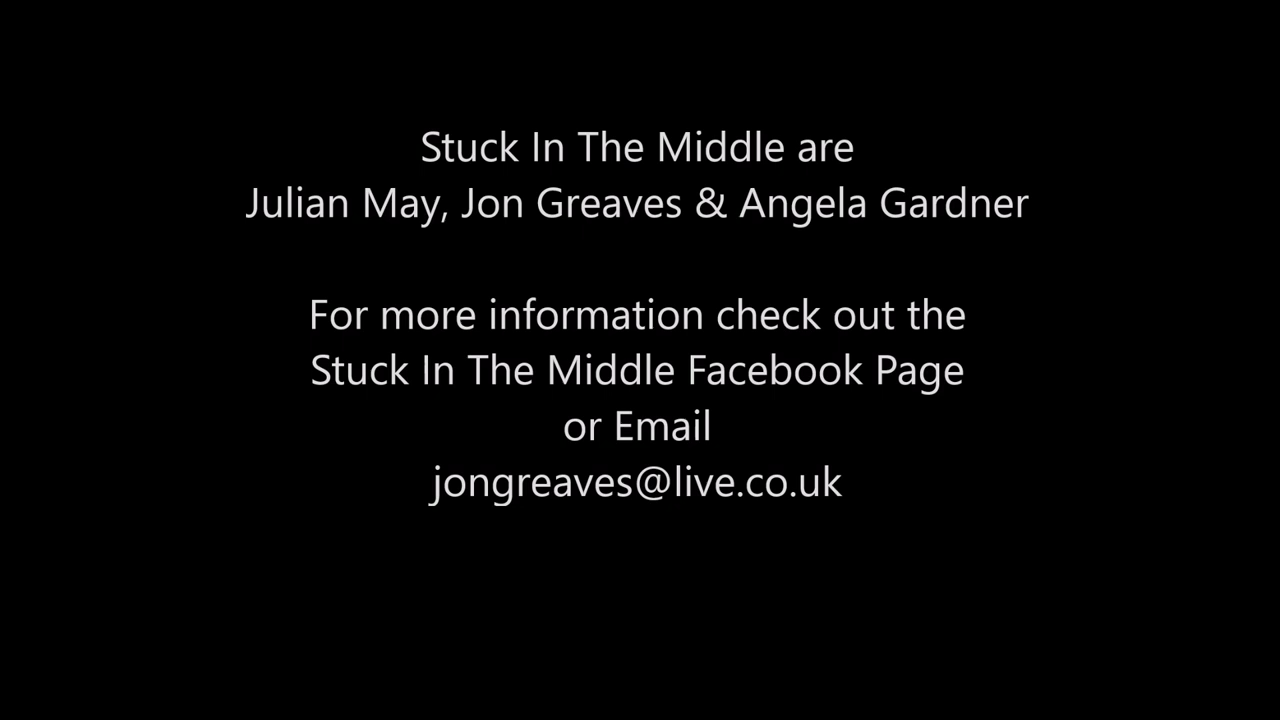 Stuck In The Middle are
Julian May, Jon Greaves & Angela Gardner
For more information check out the
Stuck In The Middle Facebook Page
or Email
jongreaves@live.co.uk